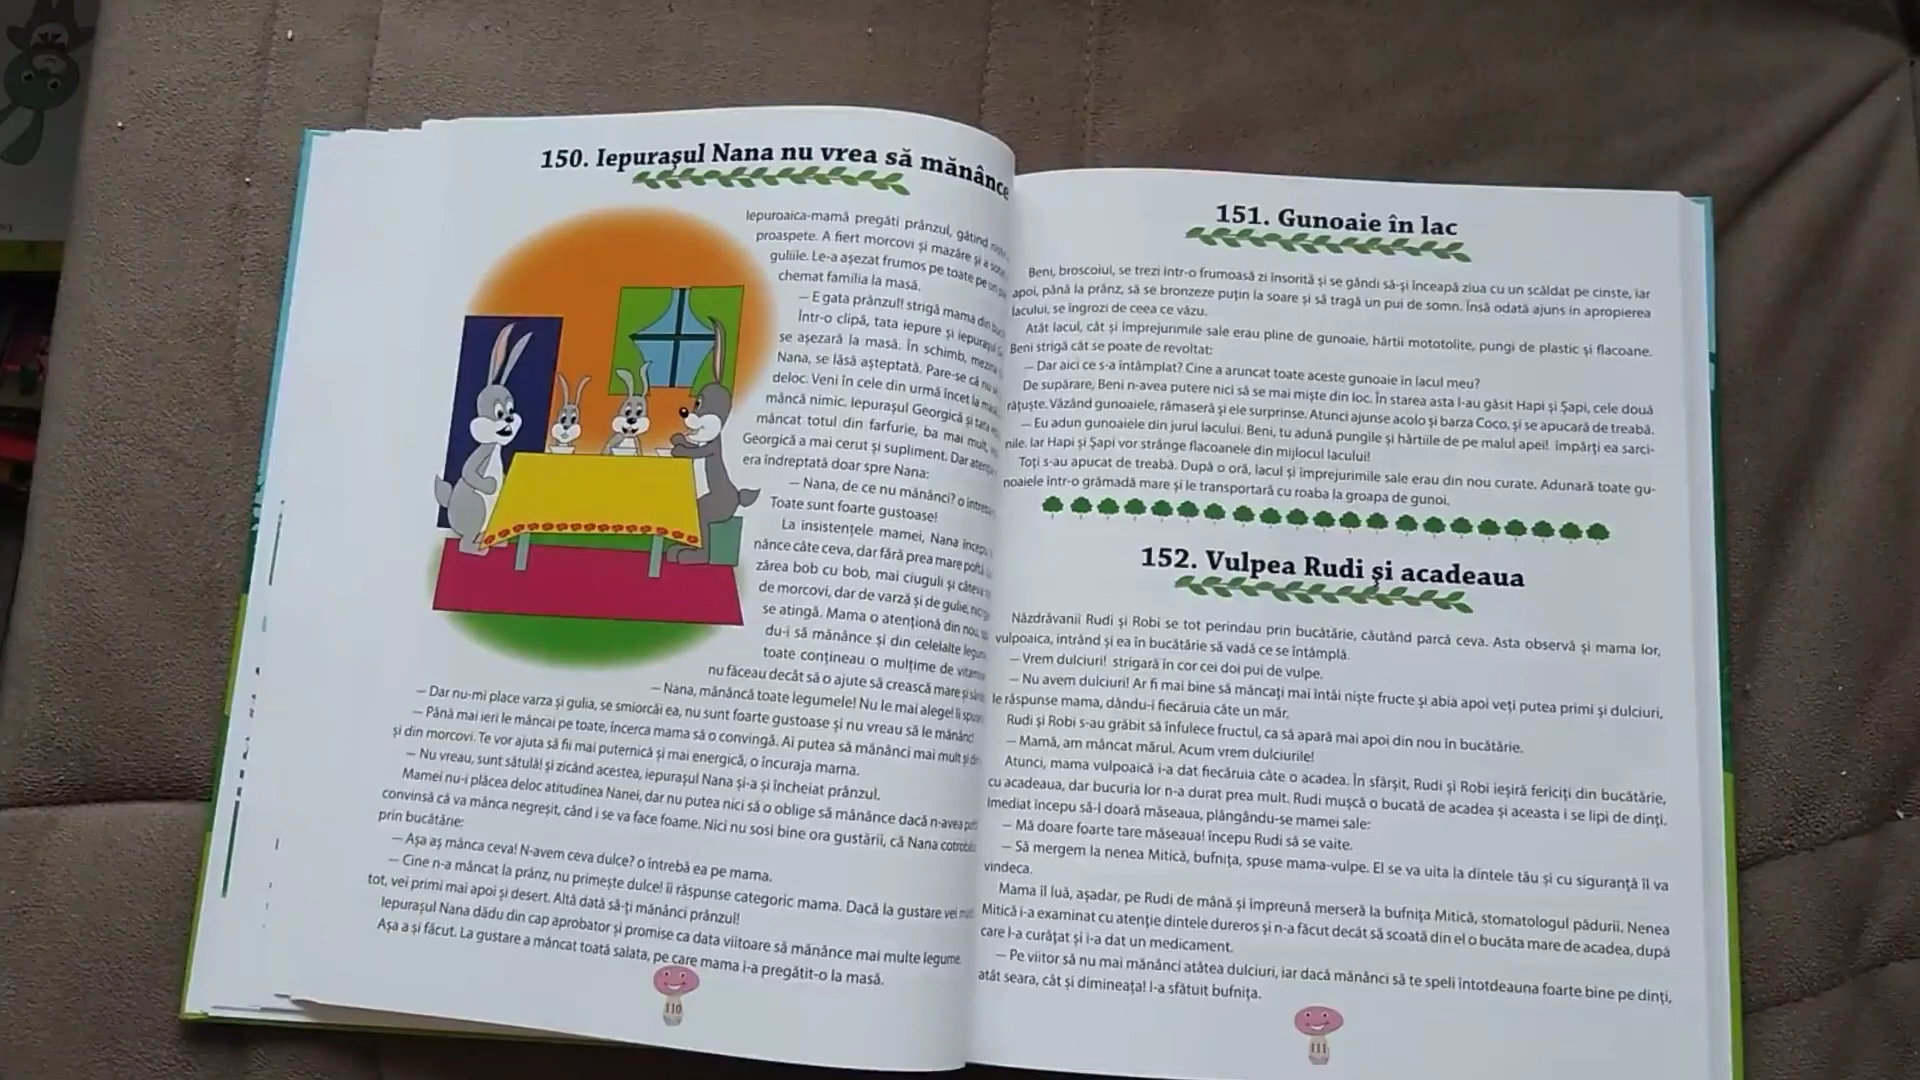 150. Iepurașul Nana nu vrea să mănânce
Iepuroaica-mamă pregăti prânzul, gătind
proaspete. A fiert morcovi și mazăre și a
guliile. Le-a așezat frumos pe toate pe un
chemat familia la masă.
— E gata prânzul! strigă mama din
Într-o clipă, tata iepure și iepurașul
se așezară la masă. În schimb, mezina
Nana, se lăsă așteptată. Pare-se că nu
deloc. Veni în cele din urmă încet la
mâncă nimic. Iepurașul Georgică și tata
mâncat totul din farfurie, ba mai mult,
Georgică a mai cerut și supliment. Dar
era îndreptată doar spre Nana:
— Nana, de ce nu mănânci? o
Toate sunt foarte gustoase!
La insistențele mamei, Nana începu
nânce câte ceva, dar fără prea mare poftă
zărea bob cu bob, mai ciuguli și câteva
de morcovi, dar de varză și de gulie, nici
se atingă. Mama o atenționă din nou,
du-i să mănânce și din celelalte
toate conțineau o mulțime de
nu făceau decât să o ajute să crească mare și
— Nana, mănâncă toate legumele! Nu le mai alege! îi
— Dar nu-mi place varza și gulia, se smiorcăi ea, nu sunt foarte gustoase și nu vreau să le mănânc!
— Până mai ieri le mâncai pe toate, încerca mama să o convingă. Ai putea să mănânci mai mult și
și din morcovi. Te vor ajuta să fii mai puternică și mai energică, o încuraja mama.
— Nu vreau, sunt sătulă! și zicând acestea, iepurașul Nana și-a și încheiat prânzul.
Mamei nu-i plăcea deloc atitudinea Nanei, dar nu putea nici să o oblige să mănânce dacă n-avea
convinsă că va mânca negreșit, când i se va face foame. Nici nu sosi bine ora gustării, că Nana
prin bucătărie:
— Așa aș mânca ceva! N-avem ceva dulce? o întrebă ea pe mama.
— Cine n-a mâncat la prânz, nu primește dulce! îi răspunse categoric mama. Dacă la gustare vei
tot, vei primi mai apoi și desert. Altă dată să-ți mănânci prânzul!
Iepurașul Nana dădu din cap aprobator și promise ca data viitoare să mănânce mai multe legume.
Așa a și făcut. La gustare a mâncat toată salata, pe care mama i-a pregătit-o la masă.
110
151. Gunoaie în lac
Beni, broscoiul, se trezi într-o frumoasă zi însorită și se gândi să-și înceapă ziua cu un scăldat pe cinste, iar
apoi, până la prânz, să se bronzeze puțin la soare și să tragă un pui de somn. Însă odată ajuns în apropierea
lacului, se îngrozi de ceea ce văzu.
Atât lacul, cât și împrejurimile sale erau pline de gunoaie, hârtii mototolite, pungi de plastic și flacoane.
Beni strigă cât se poate de revoltat:
— Dar aici ce s-a întâmplat? Cine a aruncat toate aceste gunoaie în lacul meu?
De supărare, Beni n-avea putere nici să se mai miște din loc. În starea asta l-au găsit Hapi și Șapi, cele două
rățuște. Văzând gunoaiele, rămaseră și ele surprinse. Atunci ajunse acolo și barza Coco, și se apucară de treabă.
— Eu adun gunoaiele din jurul lacului. Beni, tu adună pungile și hârtiile de pe malul apei! împărți ea sarci-
nile. Iar Hapi și Șapi vor strânge flacoanele din mijlocul lacului!
Toți s-au apucat de treabă. După o oră, lacul și împrejurimile sale erau din nou curate. Adunară toate gu-
noaiele într-o grămadă mare și le transportară cu roaba la groapa de gunoi.
152. Vulpea Rudi și acadeaua
Năzdrăvanii Rudi și Robi se tot perindau prin bucătărie, căutând parcă ceva. Asta observă și mama lor,
vulpoaica, intrând și ea în bucătărie să vadă ce se întâmplă.
— Vrem dulciuri! strigară în cor cei doi pui de vulpe.
— Nu avem dulciuri! Ar fi mai bine să mâncați mai întâi niște fructe și abia apoi veți putea primi și dulciuri,
le răspunse mama, dându-i fiecăruia câte un măr.
Rudi și Robi s-au grăbit să înfulece fructul, ca să apară mai apoi din nou în bucătărie.
— Mamă, am mâncat mărul. Acum vrem dulciurile!
Atunci, mama vulpoaică i-a dat fiecăruia câte o acadea. În sfârșit, Rudi și Robi ieșiră fericiți din bucătărie,
cu acadeaua, dar bucuria lor n-a durat prea mult. Rudi mușcă o bucată de acadea și aceasta i se lipi de dinți.
Imediat începu să-l doară măseaua, plângându-se mamei sale:
— Mă doare foarte tare măseaua! începu Rudi să se vaite.
— Să mergem la nenea Mitică, bufnița, spuse mama-vulpe. El se va uita la dintele tău și cu siguranță îl va
vindeca.
Mama îl luă, așadar, pe Rudi de mână și împreună merseră la bufnița Mitică, stomatologul pădurii. Nenea
Mitică i-a examinat cu atenție dintele dureros și n-a făcut decât să scoată din el o bucăta mare de acadea, după
care l-a curățat și i-a dat un medicament.
— Pe viitor să nu mai mănânci atâtea dulciuri, iar dacă mănânci să te speli întotdeauna foarte bine pe dinți,
atât seara, cât și dimineața! l-a sfătuit bufnița.
111